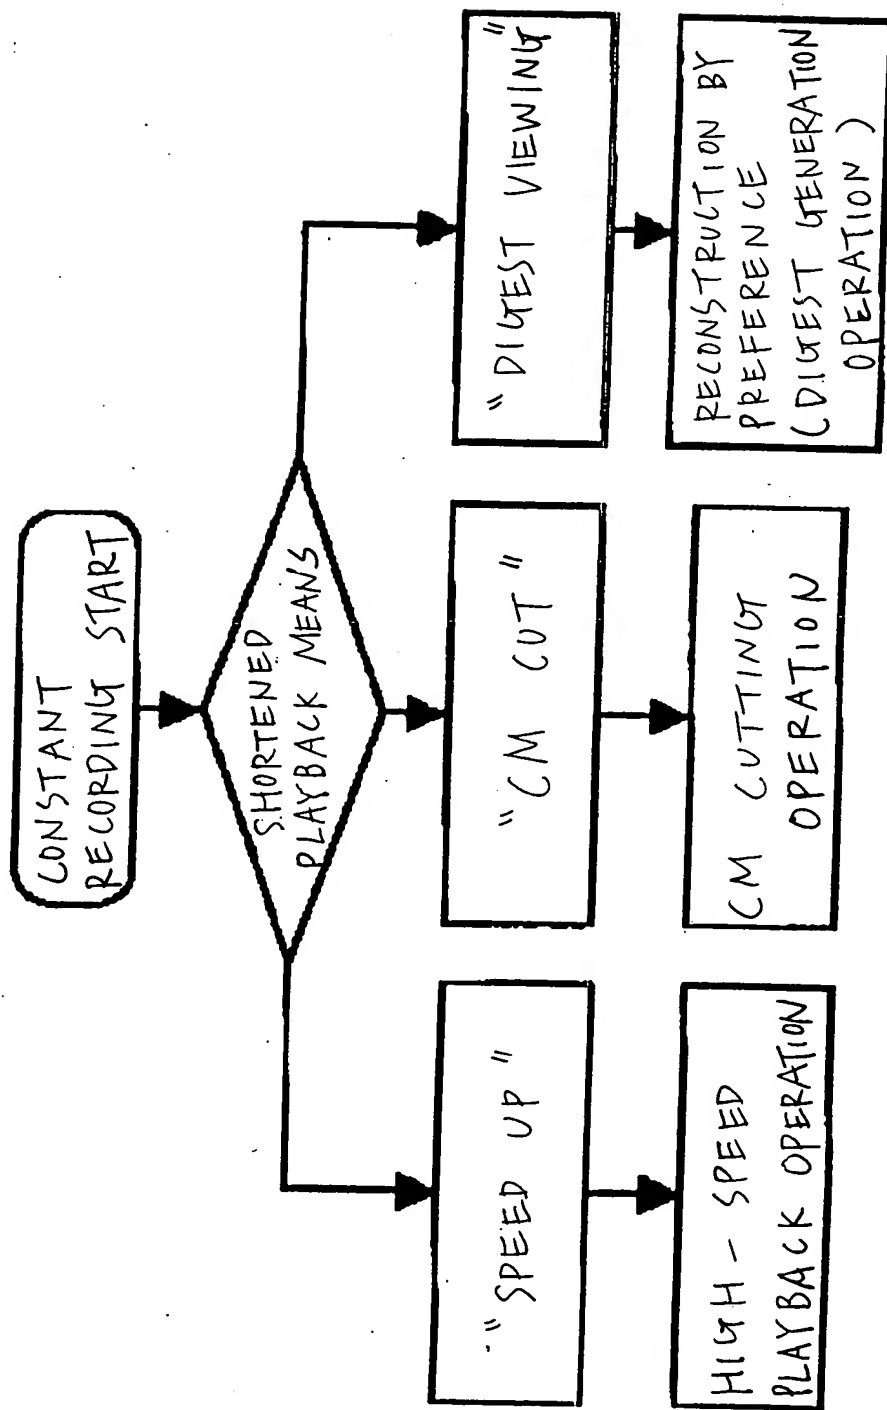 CONSTANT
RECORDING START
SHORTENED
PLAYBACK MEANS
"SPEED UP"
HIGH-SPEED
PLAYBACK OPERATION
"CM CUT"
CM CUTTING
OPERATION
"DIGEST VIEWING"
RECONSTRUCTION BY
PREFERENCE
(DIGEST GENERATION
OPERATION)